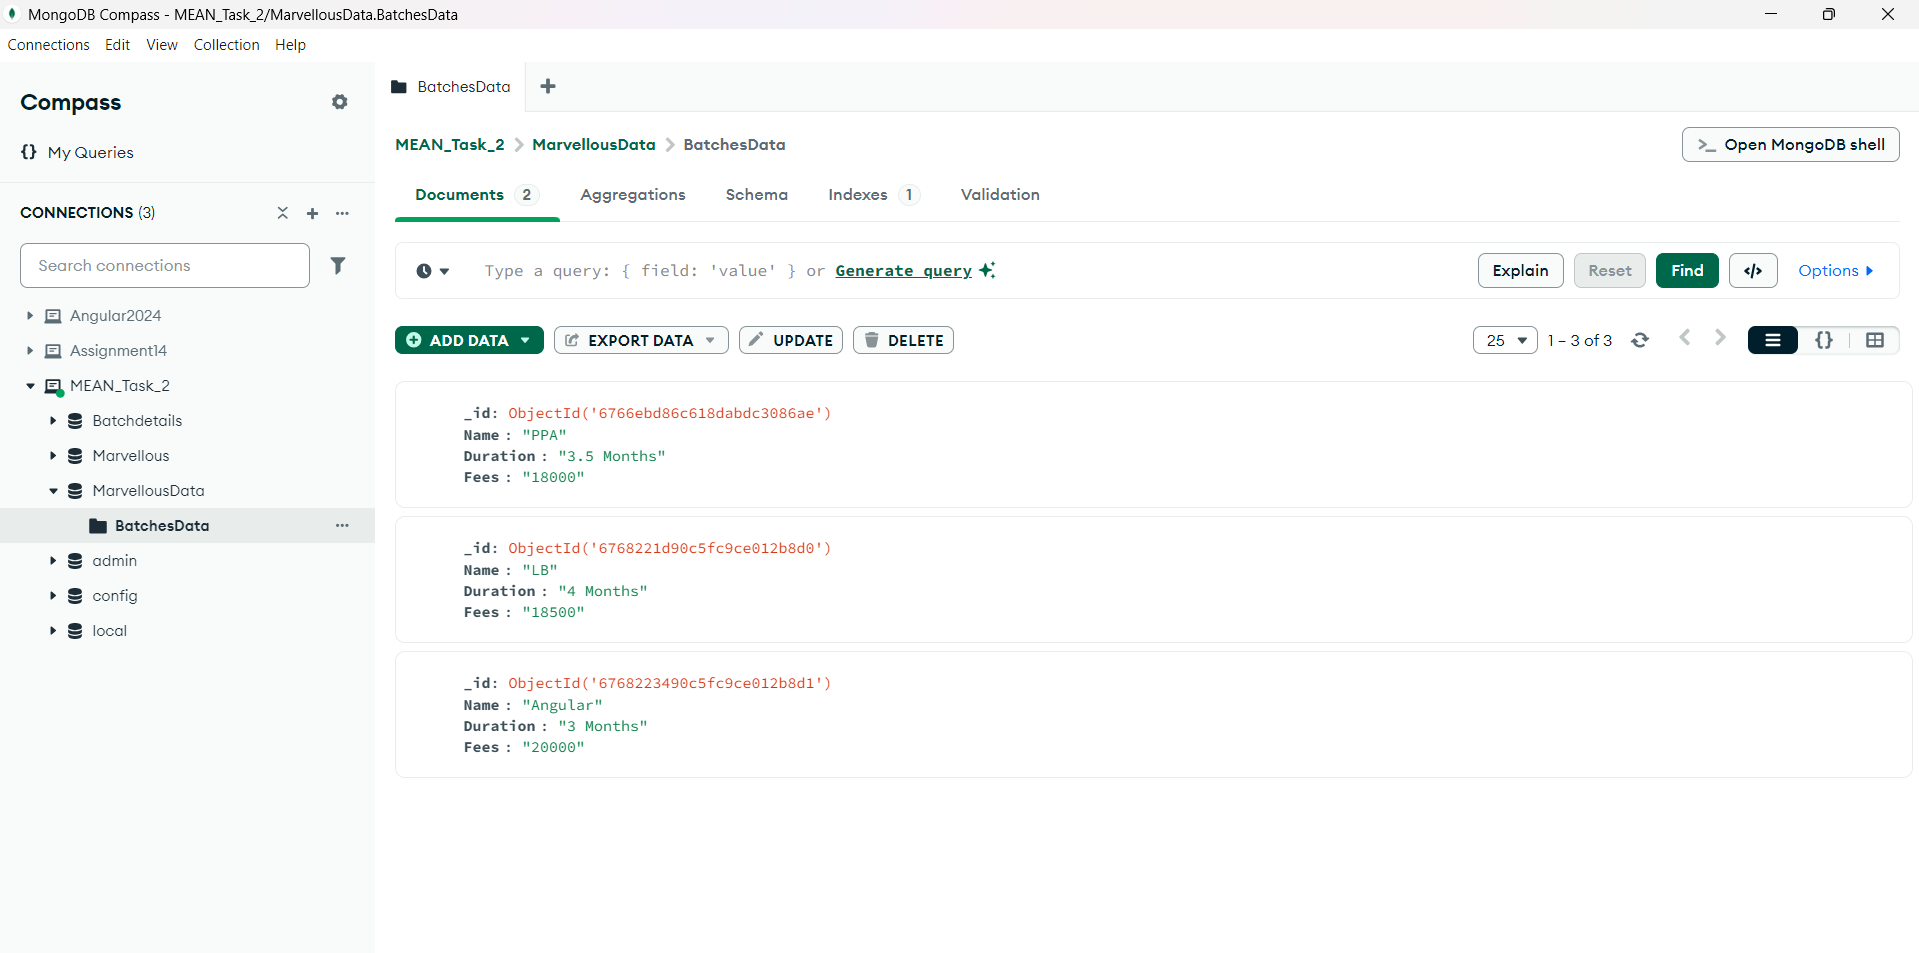 MongoDB Compass - MEAN_Task_2/MarvellousData.BatchesData
Connections Edit View Collection Help
Compass
{} My Queries
CONNECTIONS (3)
Search connections
Angular2024
Assignment14
MEAN_Task_2
Batchdetails
Marvellous
MarvellousData
BatchesData
admin
config
local
BatchesData
MEAN_Task_2 > MarvellousData > BatchesData
>_ Open MongoDB shell
Documents 2 Aggregations Schema Indexes 1 Validation
Type a query: { field: 'value' } or Generate query
Explain Reset Find </> Options
ADD DATA EXPORT DATA UPDATE DELETE
25 1 – 3 of 3 {}
_id: ObjectId('6766ebd86c618dabdc3086ae')
Name : "PPA"
Duration : "3.5 Months"
Fees : "18000"
_id: ObjectId('6768221d90c5fc9ce012b8d0')
Name : "LB"
Duration : "4 Months"
Fees : "18500"
_id: ObjectId('6768223490c5fc9ce012b8d1')
Name : "Angular"
Duration : "3 Months"
Fees : "20000"